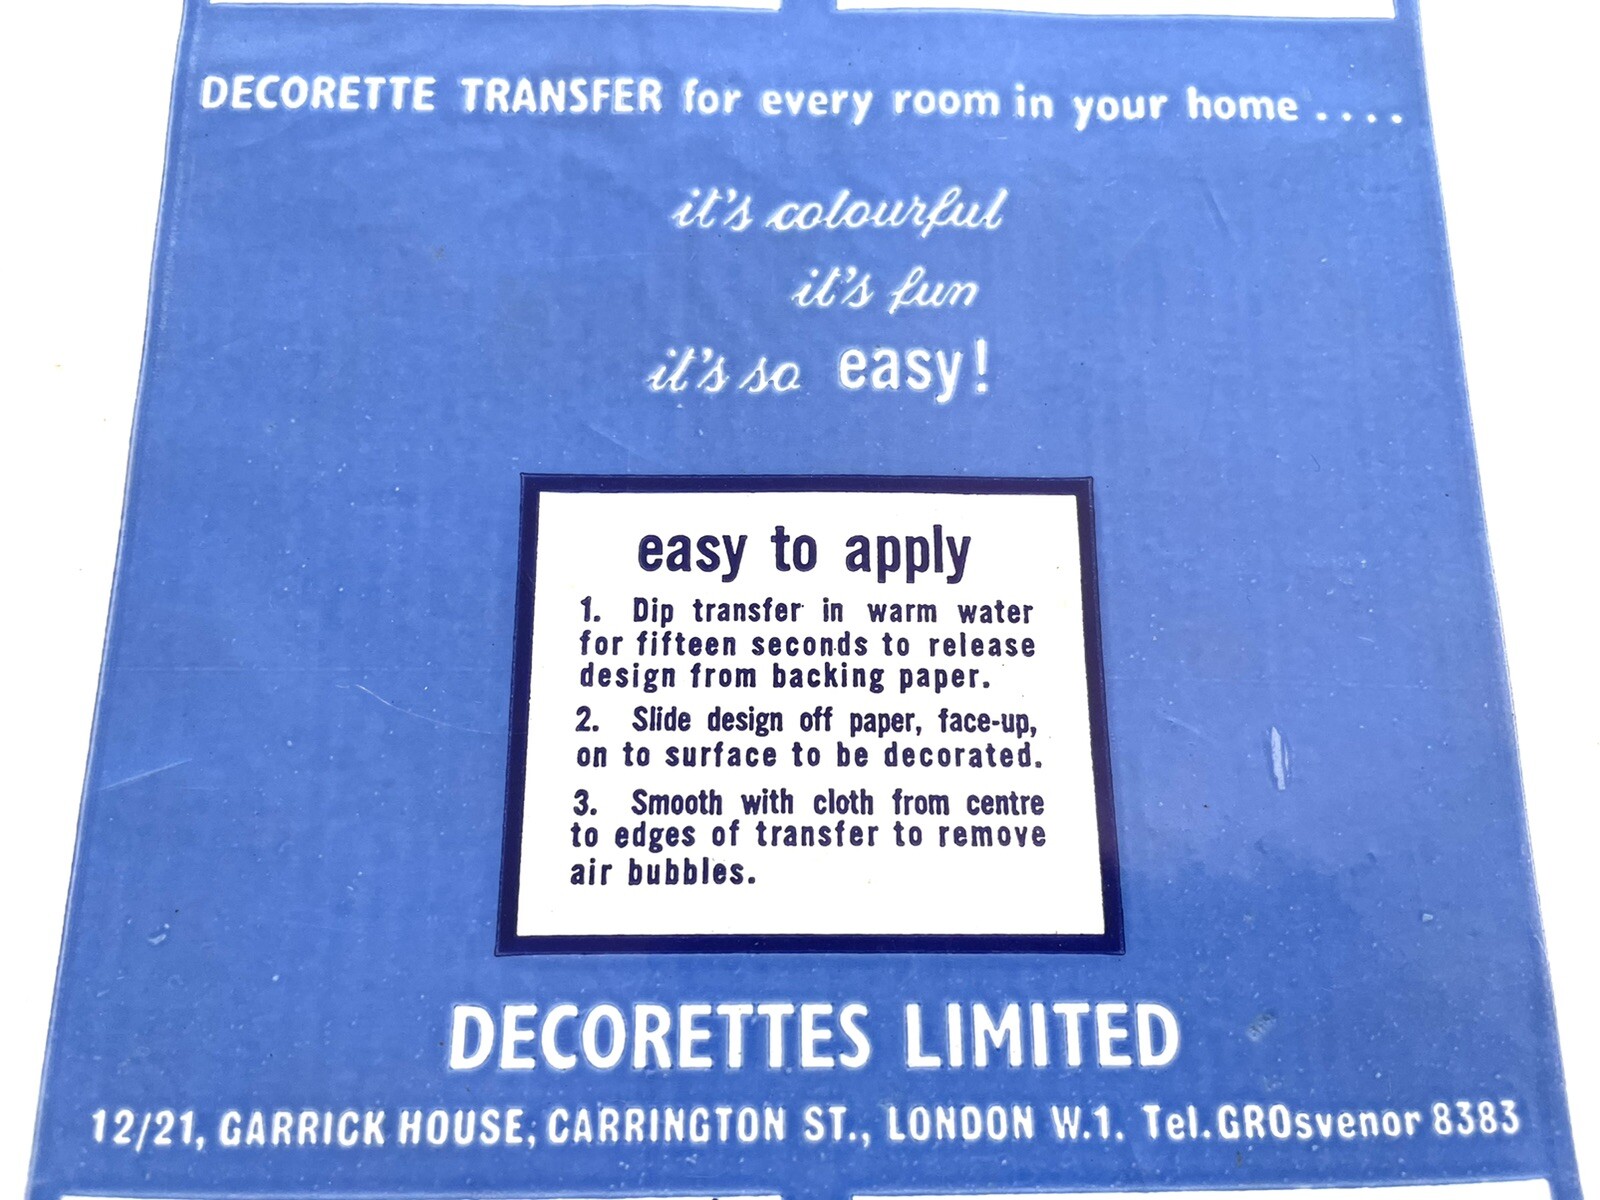 DECORETTE TRANSFER for every room in your home ....
it's colourful
it's fun
it's so easy!
easy to apply
1. Dip transfer in warm water
for fifteen seconds to release
design from backing paper.
2. Slide design off paper, face-up,
on to surface to be decorated.
3. Smooth with cloth from centre
to edges of transfer to remove
air bubbles.
DECORETTES LIMITED
12/21, GARRICK HOUSE, CARRINGTON ST., LONDON W.1. Tel. GROsvenor 8383